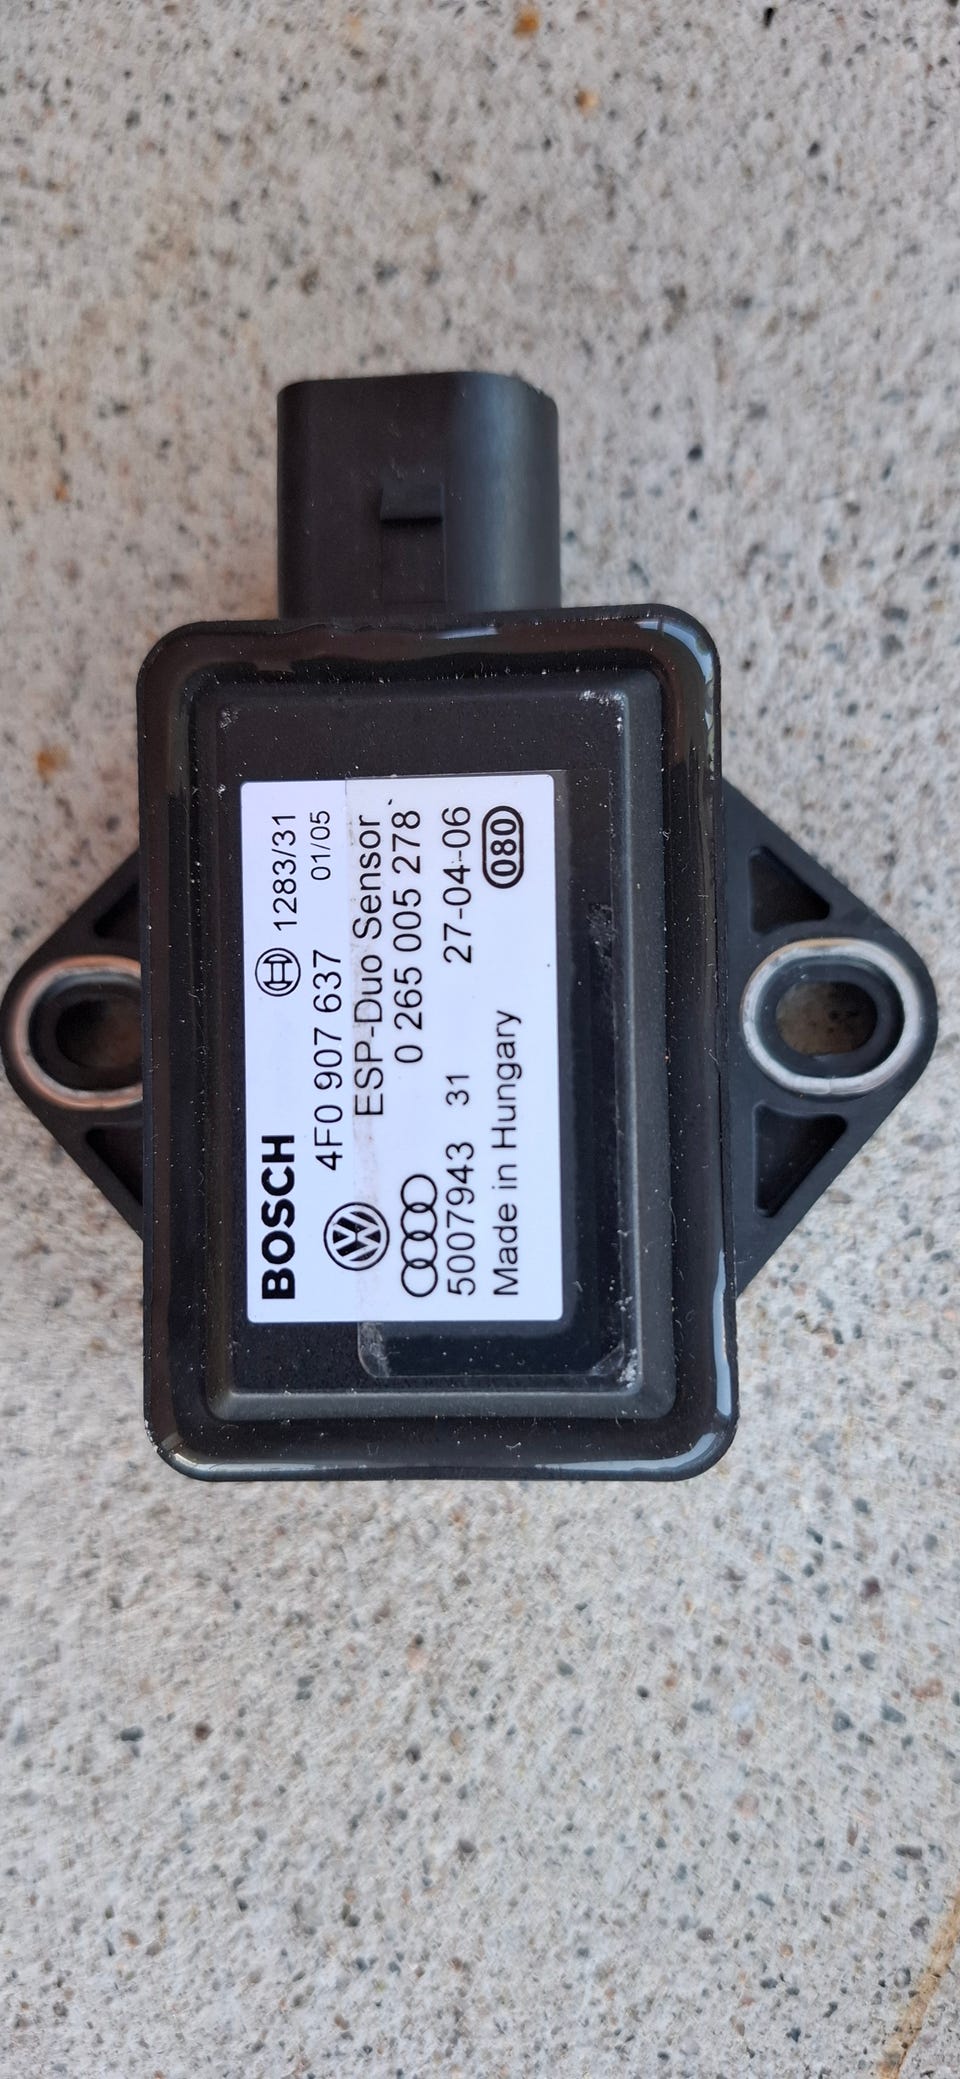 BOSCH 1283/31
4F0 907 637 01/05
ESP-Duo Sensor
0 265 005 278
5007943 31 27-04-06
Made in Hungary 080